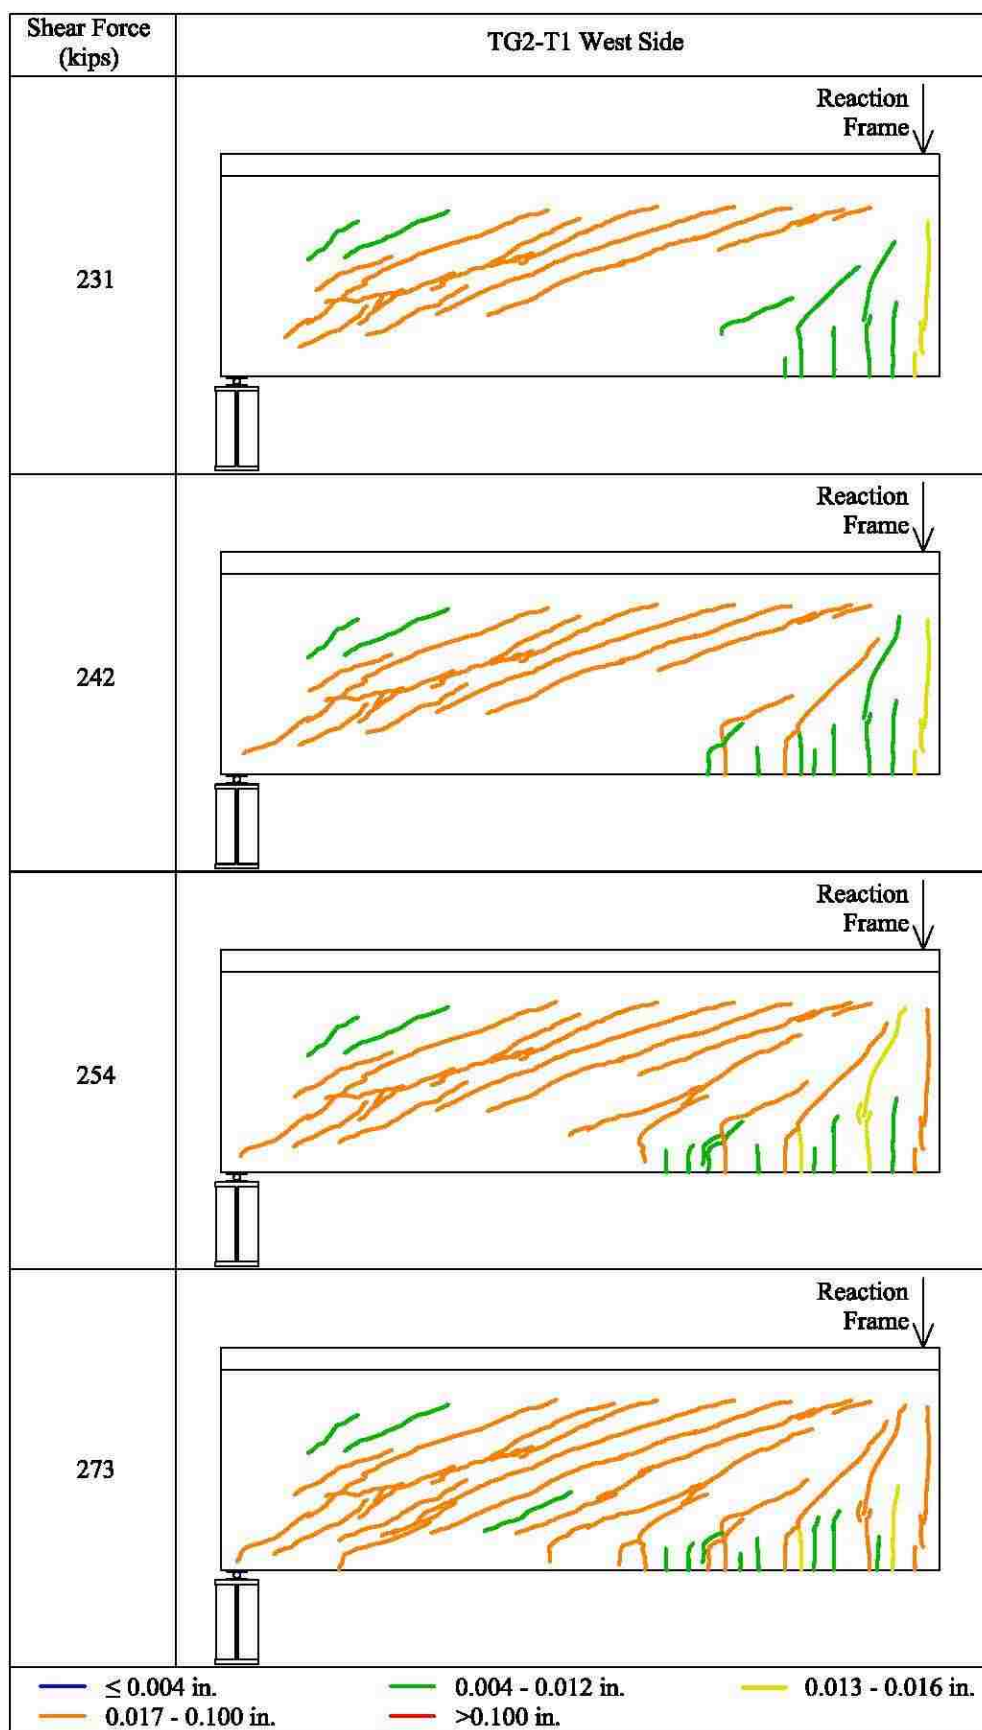 Shear Force
(kips)
TG2-T1 West Side
Reaction
Frame
231
Reaction
Frame
242
Reaction
Frame
254
Reaction
Frame
273
≤ 0.004 in.
0.004 - 0.012 in.
0.013 - 0.016 in.
0.017 - 0.100 in.
>0.100 in.